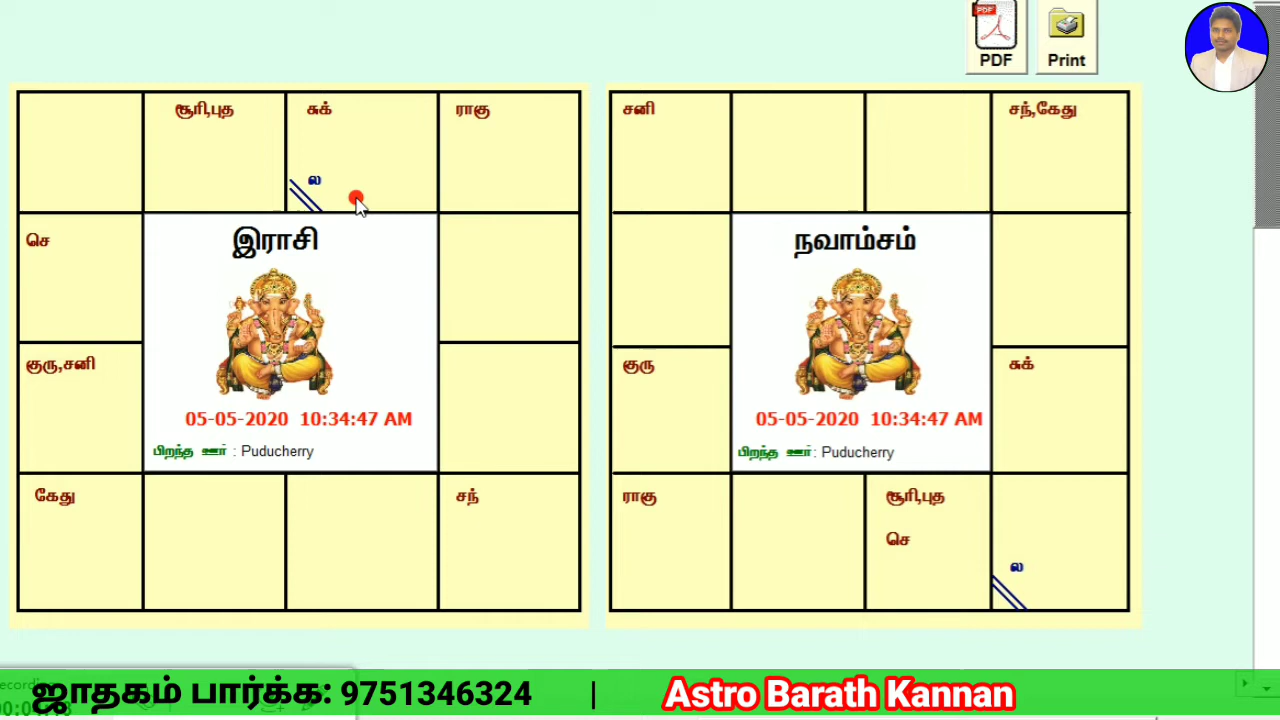 PDF
PDF
Print
சூரி,புத
சுக்
ராகு
ல
செ
இராசி
குரு,சனி
05-05-2020 10:34:47 AM
பிறந்த ஊர் : Puducherry
கேது
சந்
சனி
சந்,கேது
நவாம்சம்
குரு
சுக்
05-05-2020 10:34:47 AM
பிறந்த ஊர் : Puducherry
ராகு
சூரி,புத
செ
ல
ஜாதகம் பார்க்க: 9751346324 | Astro Barath Kannan